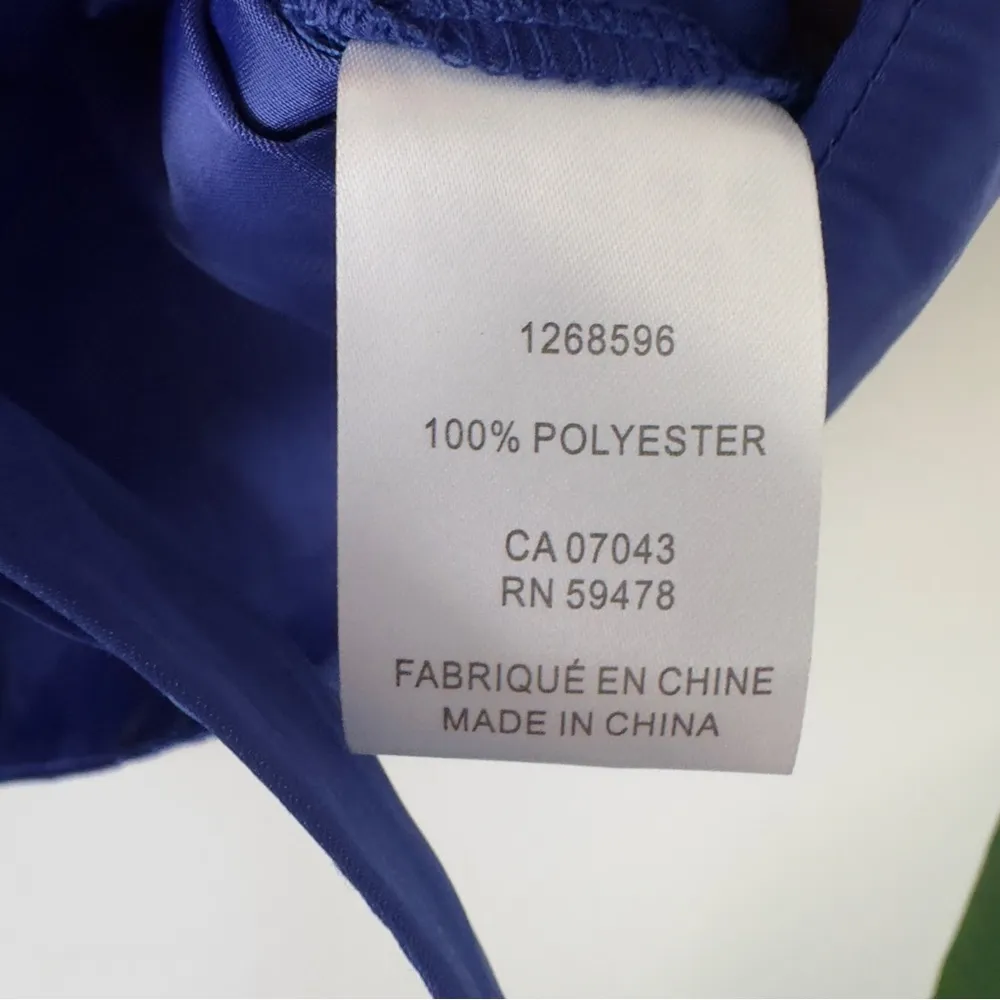 1268596
100% POLYESTER
CA 07043
RN 59478
FABRIQUÉ EN CHINE
MADE IN CHINA